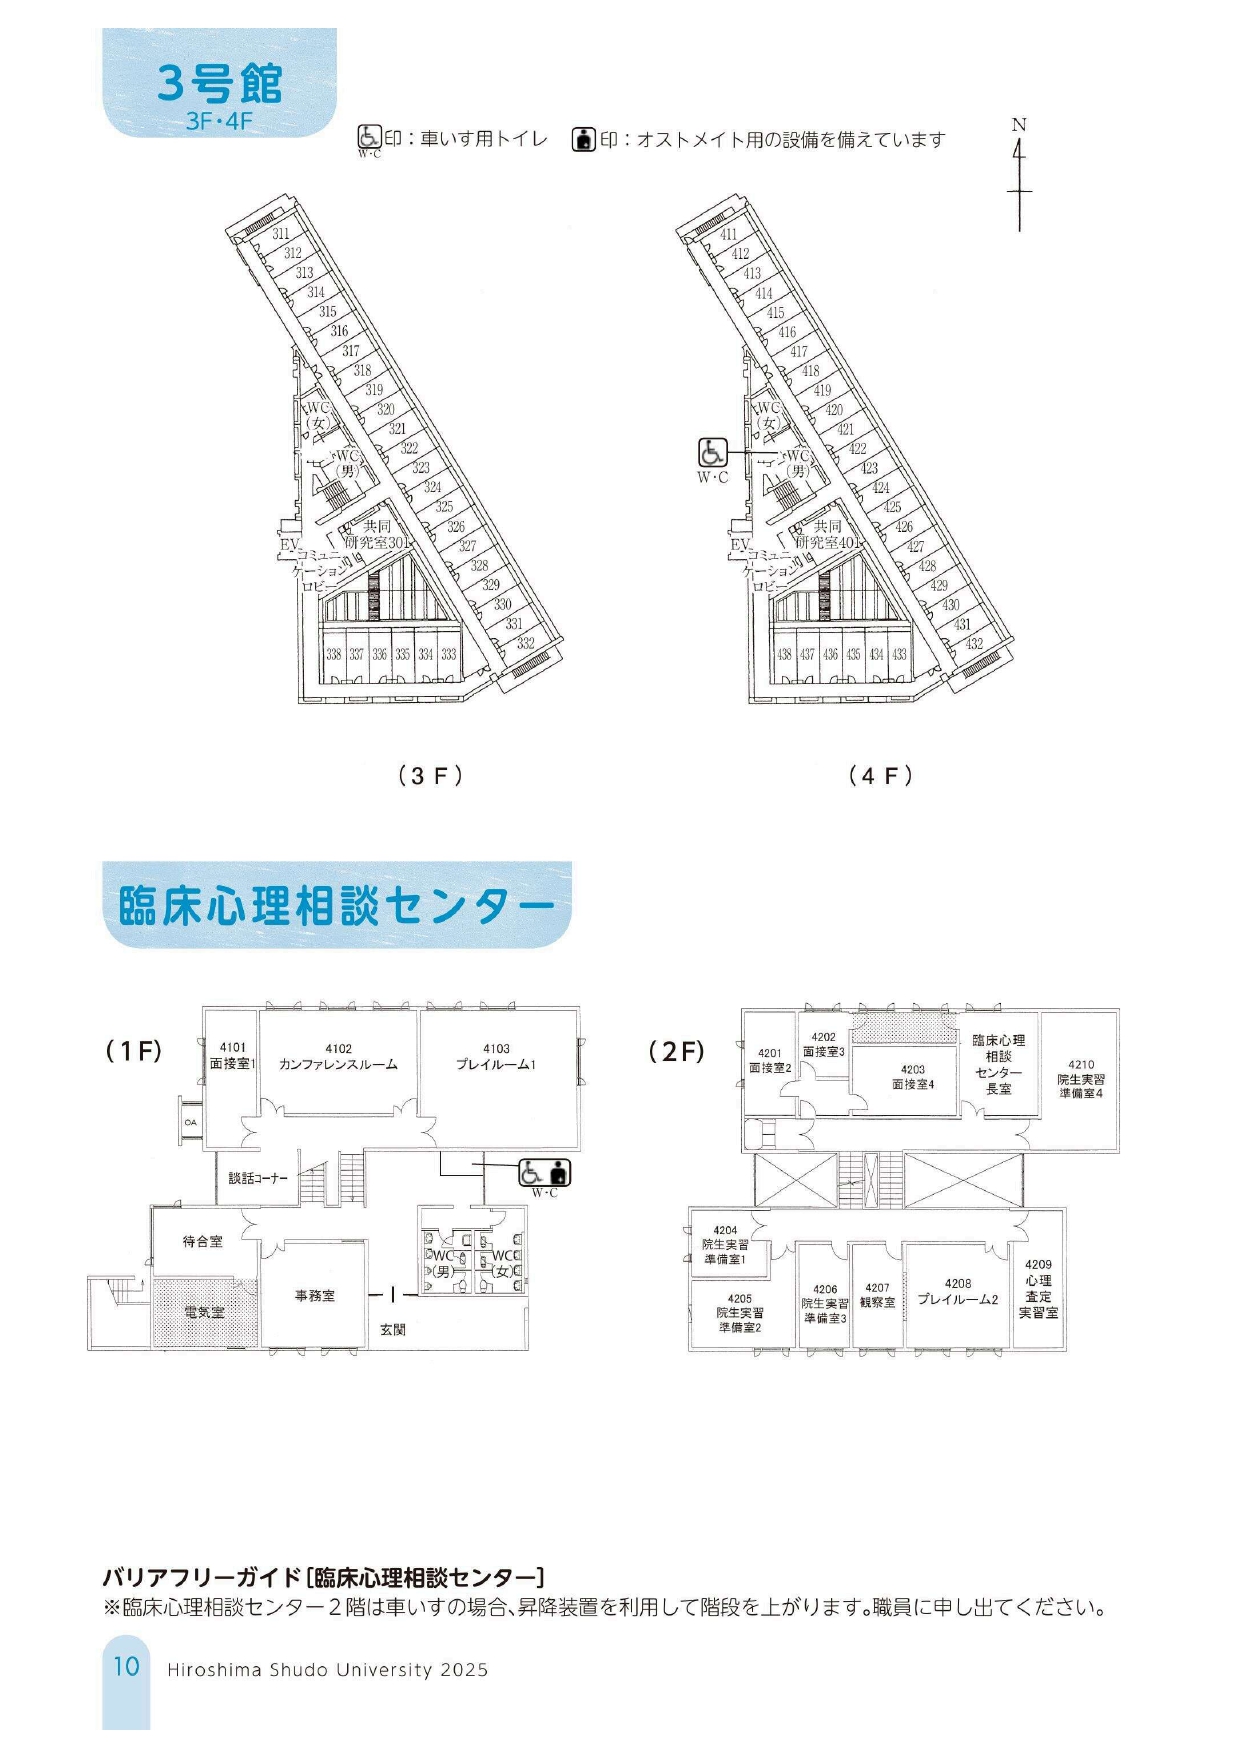 3号館
3F・4F
W·C
印：車いす用トイレ
印：オストメイト用の設備を備えています
N
311
312
313
314
315
316
317
318
319
320
321
322
323
324
325
326
327
328
329
330
331
332
WC
(女)
WC
(男)
共同
研究室301
EV
コミュニ
ケーション
ロビー
338 337 336 335 334 333
(3F)
411
412
413
414
415
416
417
418
419
420
421
422
423
424
425
426
427
428
429
430
431
432
WC
(女)
W·C
WC
(男)
共同
研究室401
EV
コミュニ
ケーション
ロビー
438 437 436 435 434 433
(4F)
臨床心理相談センター
(1F)
4101
面接室1
4102
カンファレンスルーム
4103
プレイルーム1
OA
談話コーナー
W·C
待合室
WC
(男)
WC
(女)
電気室
事務室
玄関
(2F)
4201
面接室2
4202
面接室3
4203
面接室4
臨床心理
相談
センター
長室
4210
院生実習
準備室4
4204
院生実習
準備室1
4205
院生実習
準備室2
4206
院生実習
準備室3
4207
観察室
4208
プレイルーム2
4209
心理
査定
実習室
バリアフリーガイド[臨床心理相談センター]
※臨床心理相談センター2階は車いすの場合、昇降装置を利用して階段を上がります。職員に申し出てください。
10 Hiroshima Shudo University 2025